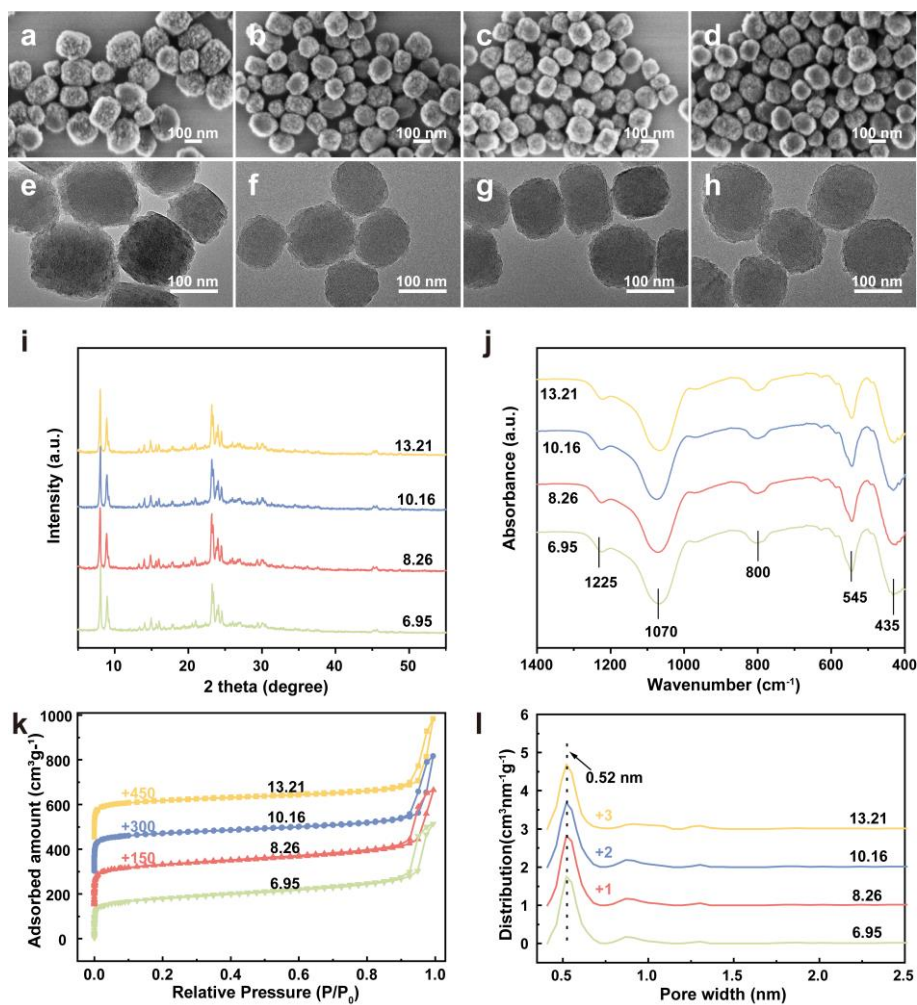 a b c d
100 nm 100 nm 100 nm 100 nm
e f g h
100 nm 100 nm 100 nm 100 nm
i
Intensity (a.u.)
13.21
10.16
8.26
6.95
10 20 30 40 50
2 theta (degree)
j
Absorbance (a.u.)
13.21
10.16
8.26
6.95
1225
1070
800
545
435
1400 1200 1000 800 600 400
Wavenumber (cm⁻¹)
k
Adsorbed amount (cm³g⁻¹)
1000
800
600
400
200
0
+450 13.21
+300 10.16
+150 8.26
6.95
0.0 0.2 0.4 0.6 0.8 1.0
Relative Pressure (P/P₀)
l
Distribution(cm³nm⁻¹g⁻¹)
6
5
4
3
2
1
0
0.52 nm
+3 13.21
+2 10.16
+1 8.26
6.95
0.5 1.0 1.5 2.0 2.5
Pore width (nm)